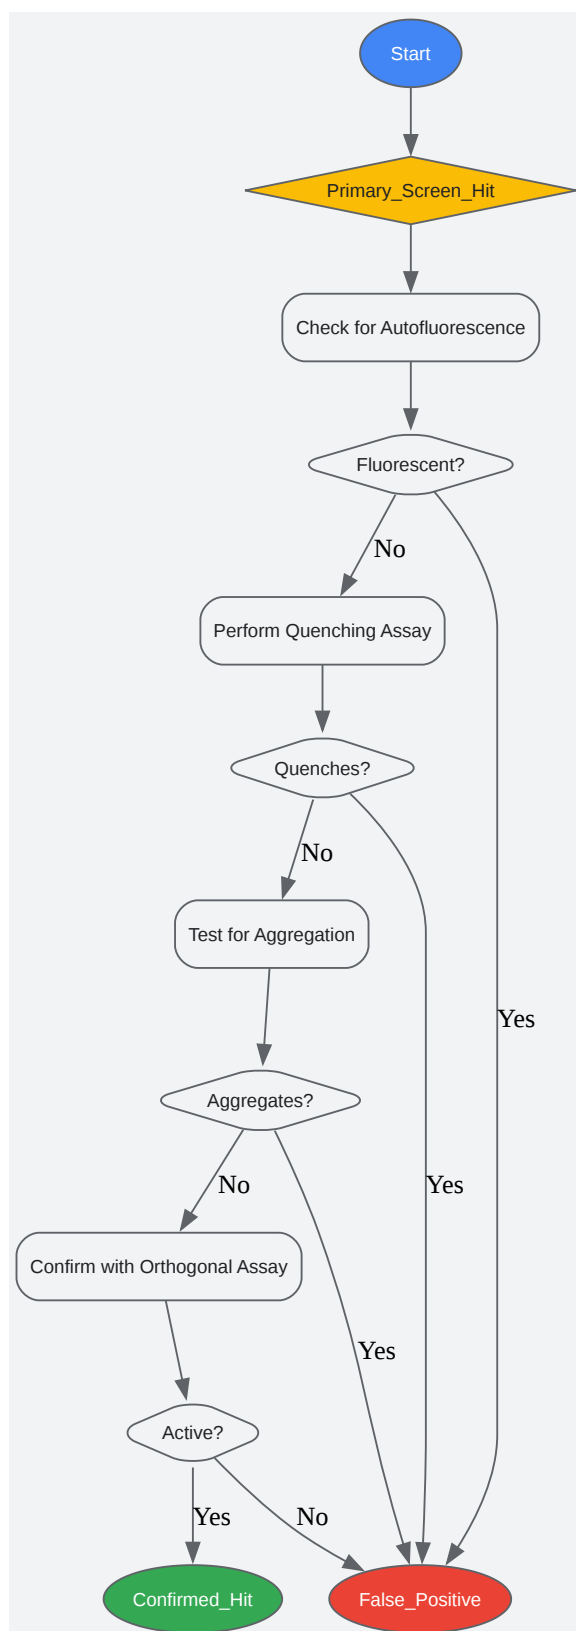 Start
Primary_Screen_Hit
Check for Autofluorescence
Fluorescent?
No
Perform Quenching Assay
Quenches?
No
Test for Aggregation
Yes
Aggregates?
No
Yes
Confirm with Orthogonal Assay
Yes
Active?
Yes
No
Confirmed_Hit
False_Positive